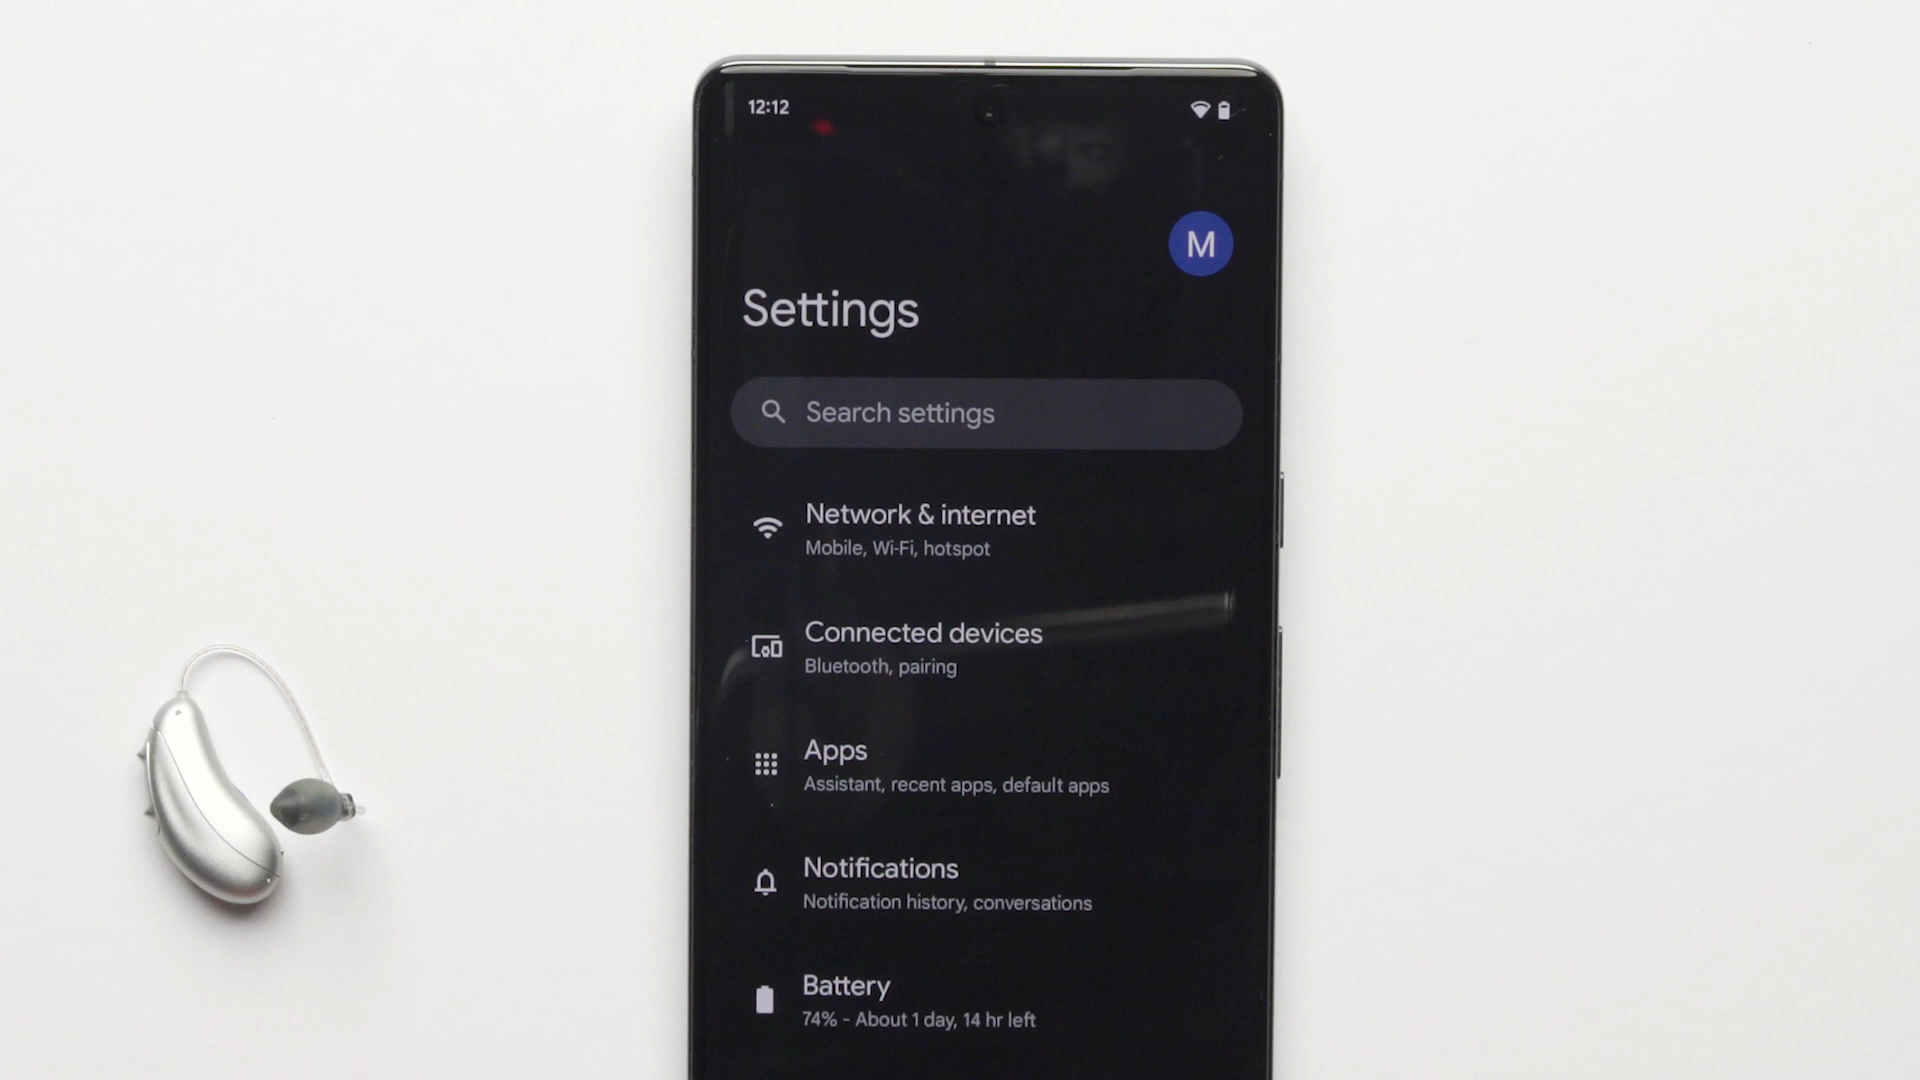 12:12
M
Settings
Search settings
Network & internet
Mobile, Wi-Fi, hotspot
Connected devices
Bluetooth, pairing
Apps
Assistant, recent apps, default apps
Notifications
Notification history, conversations
Battery
74% - About 1 day, 14 hr left